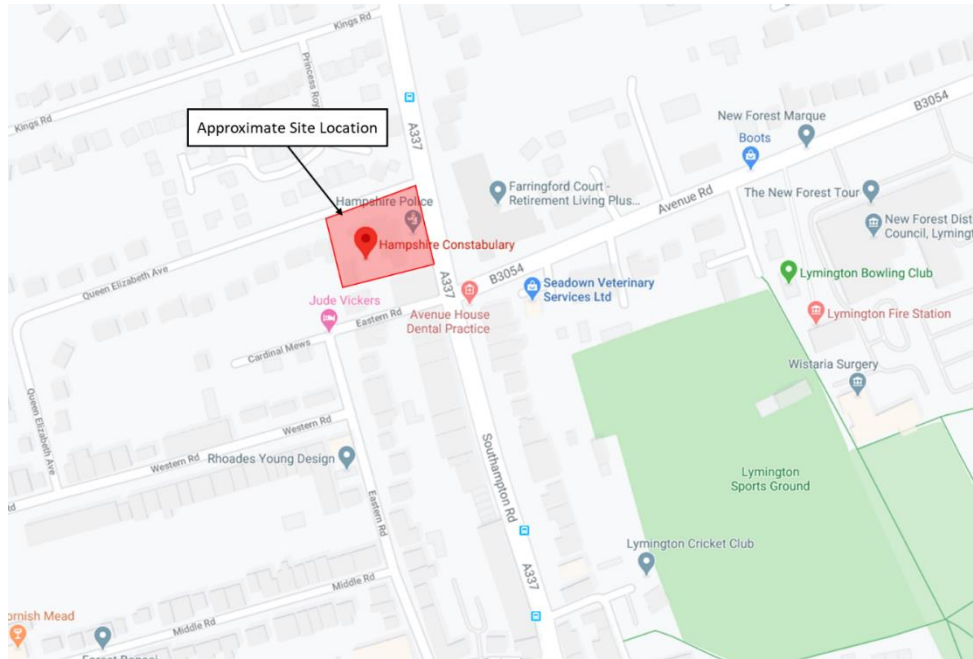 Kings Rd
Kings Rd
Princess Roy
A337
Approximate Site Location
A337
B3054
New Forest Marque
Boots
Avenue Rd
The New Forest Tour
New Forest Dist
Council, Lymingt
Farringford Court -
Retirement Living Plus...
Hampshire Police
Hampshire Constabulary
Queen Elizabeth Ave
Queen Elizabeth Ave
B3054
A337
Seadown Veterinary
Services Ltd
Avenue House
Dental Practice
Jude Vickers
Eastern Rd
Cardinal Mews
Lymington Bowling Club
Lymington Fire Station
Wistaria Surgery
Western Rd
Western Rd
Rhoades Young Design
Southampton Rd
Eastern Rd
Lymington
Sports Ground
Lymington Cricket Club
A337
Middle Rd
Middle Rd
ornish Mead